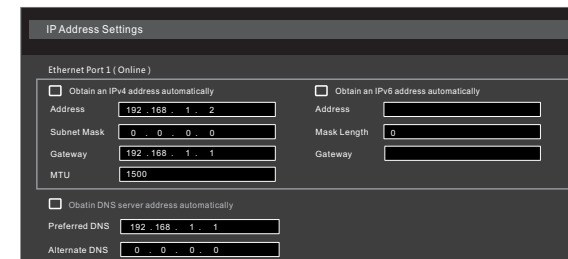 IP Address Settings
Ethernet Port 1 ( Online )
Obtain an IPv4 address automatically
Obtain an IPv6 address automatically
Address 192 . 168 . 1 . 2
Address
Subnet Mask 0 . 0 . 0 . 0
Mask Length 0
Gateway 192 . 168 . 1 . 1
Gateway
MTU 1500
Obatin DNS server address automatically
Preferred DNS 192 . 168 . 1 . 1
Alternate DNS 0 . 0 . 0 . 0